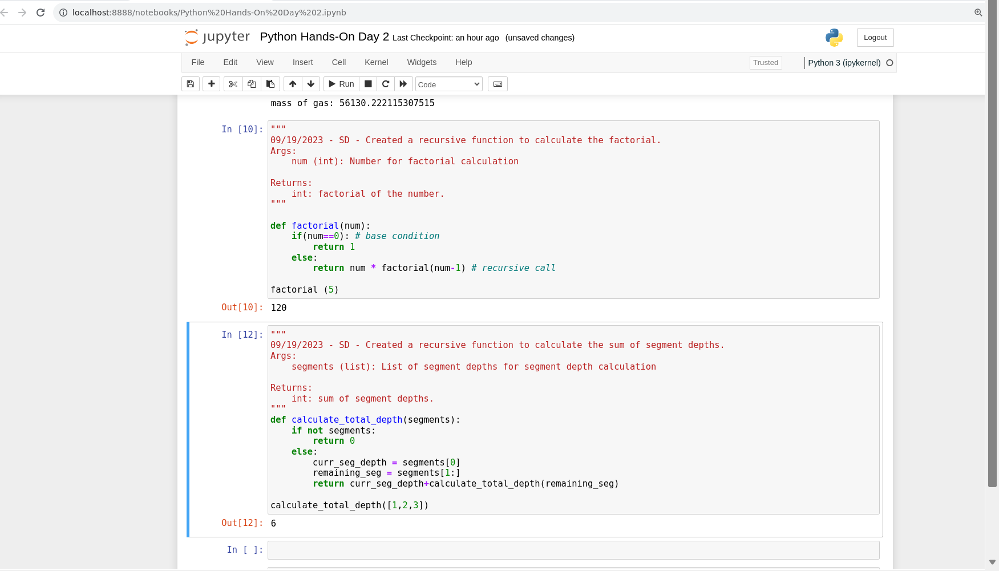 localhost:8888/notebooks/Python%20Hands-On%20Day%202.ipynb
jupyter Python Hands-On Day 2 Last Checkpoint: an hour ago (unsaved changes) Logout
File Edit View Insert Cell Kernel Widgets Help Trusted Python 3 (ipykernel)
Run Code
mass of gas: 56130.222115307515
In [10]: """
09/19/2023 - SD - Created a recursive function to calculate the factorial.
Args:
    num (int): Number for factorial calculation
Returns:
    int: factorial of the number.
"""
def factorial(num):
    if(num==0): # base condition
        return 1
    else:
        return num * factorial(num-1) # recursive call
factorial (5)
Out[10]: 120
In [12]: """
09/19/2023 - SD - Created a recursive function to calculate the sum of segment depths.
Args:
    segments (list): List of segment depths for segment depth calculation
Returns:
    int: sum of segment depths.
"""
def calculate_total_depth(segments):
    if not segments:
        return 0
    else:
        curr_seg_depth = segments[0]
        remaining_seg = segments[1:]
        return curr_seg_depth+calculate_total_depth(remaining_seg)
calculate_total_depth([1,2,3])
Out[12]: 6
In [ ]: